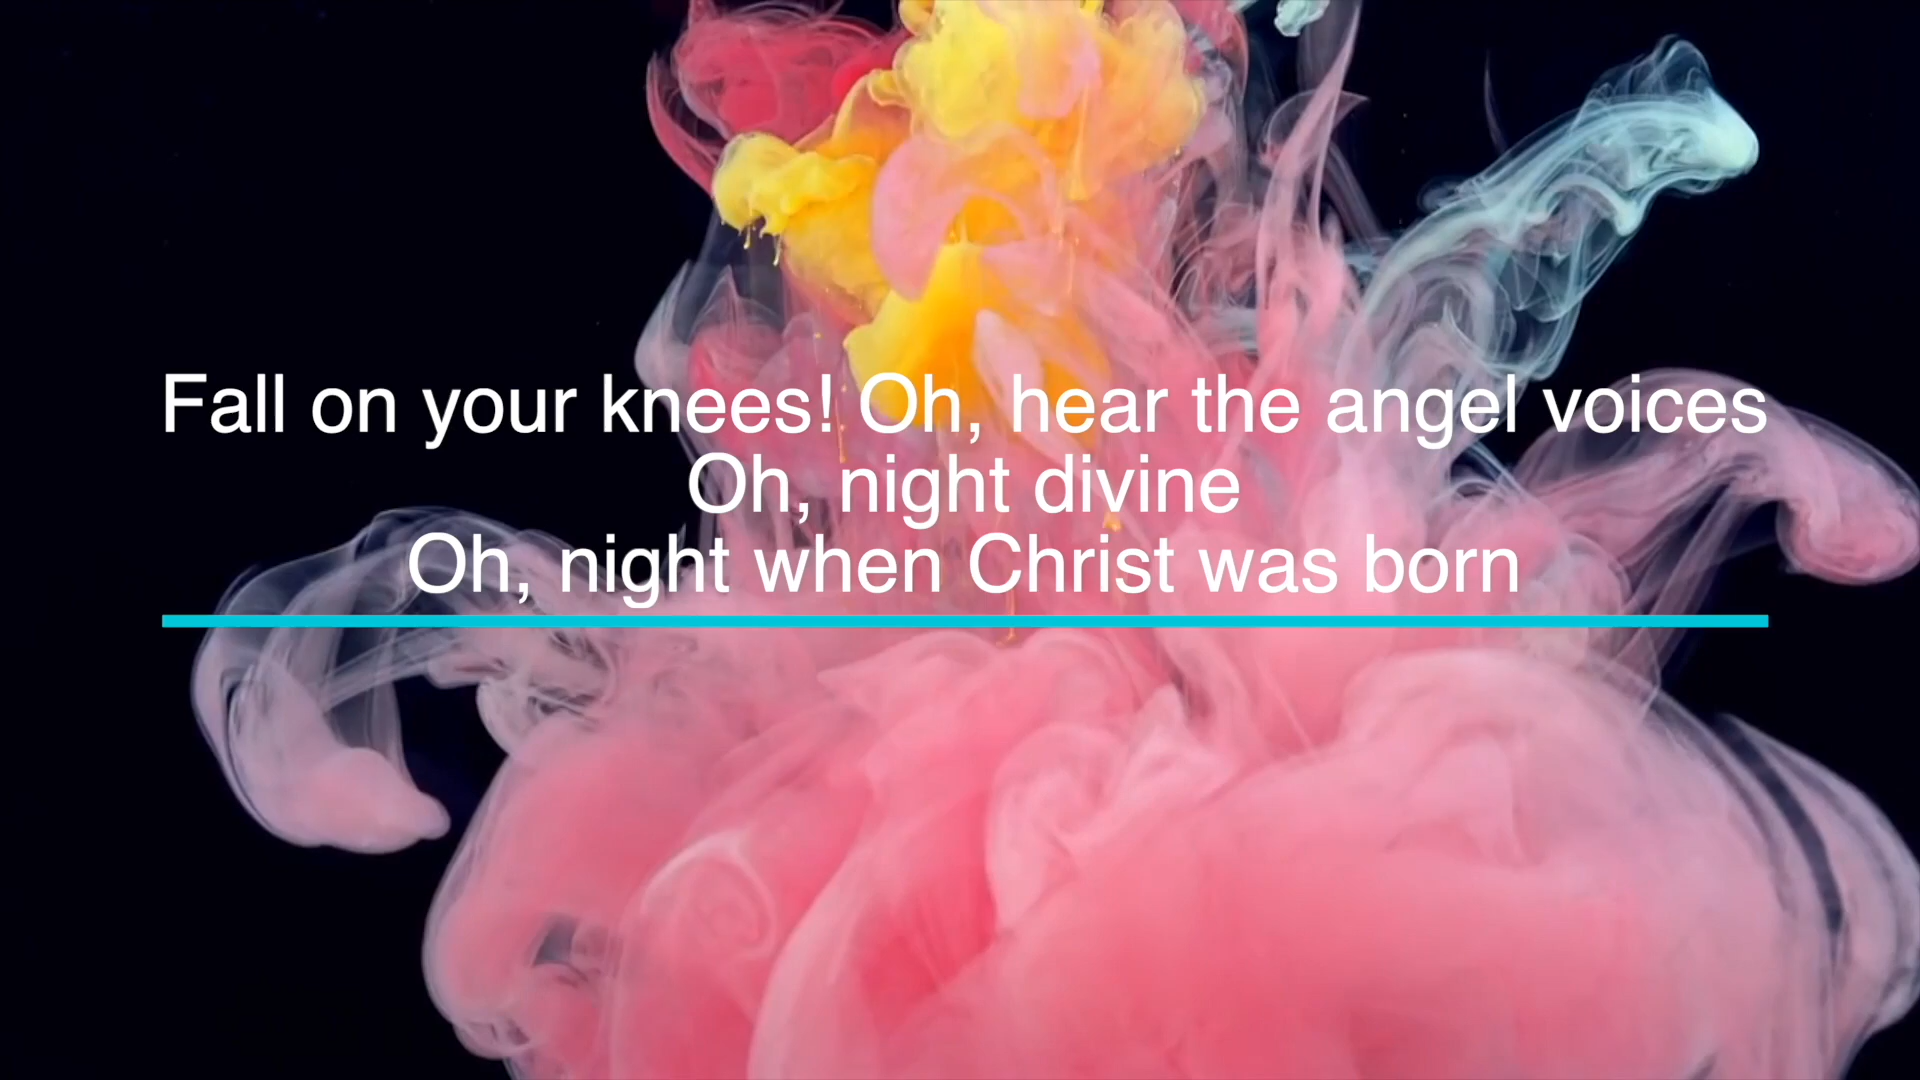 Fall on your knees! Oh, hear the angel voices
Oh, night divine
Oh, night when Christ was born